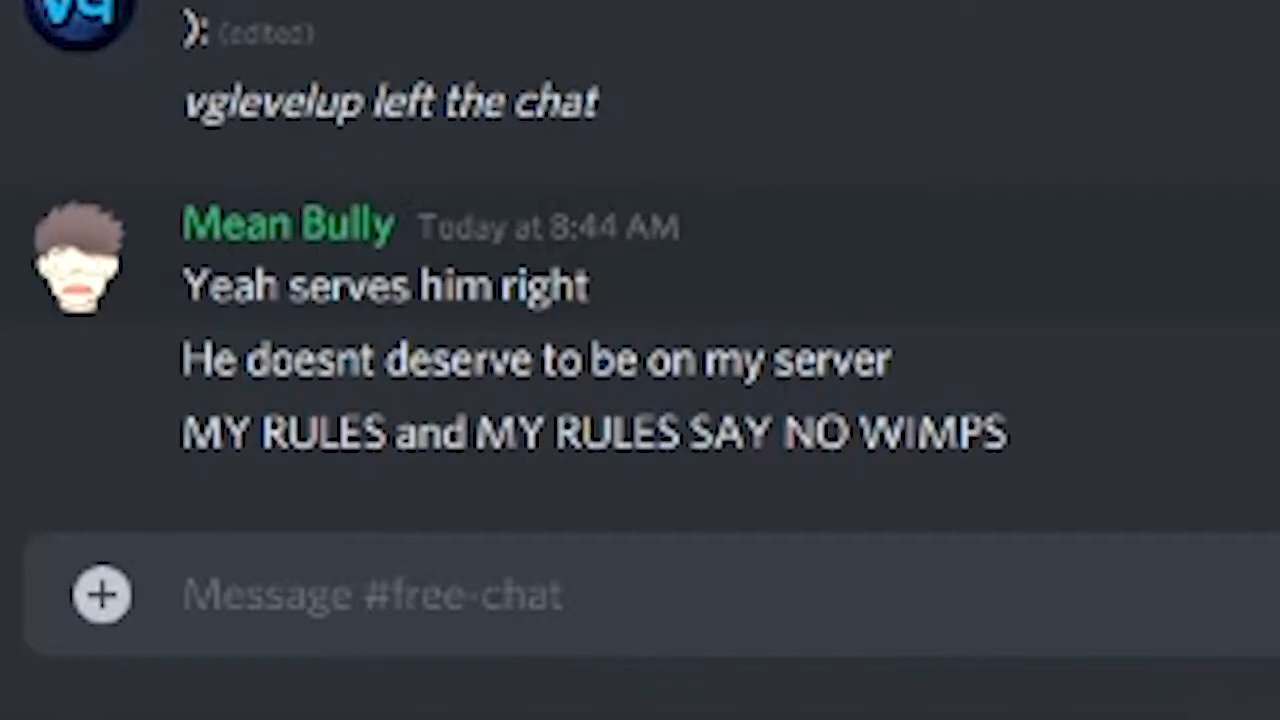 vg
): (edited)
vglevelup left the chat
Mean Bully Today at 8:44 AM
Yeah serves him right
He doesnt deserve to be on my server
MY RULES and MY RULES SAY NO WIMPS
Message #free-chat